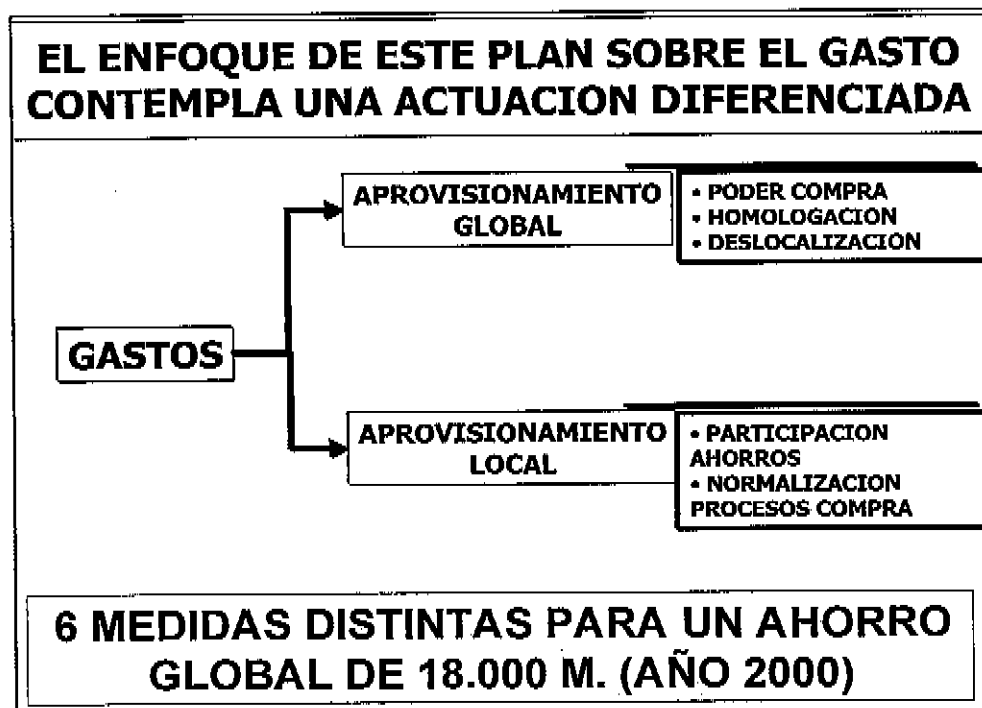 EL ENFOQUE DE ESTE PLAN SOBRE EL GASTO
CONTEMPLA UNA ACTUACION DIFERENCIADA
APROVISIONAMIENTO
GLOBAL
• PODER COMPRA
• HOMOLOGACION
• DESLOCALIZACIÓN
GASTOS
APROVISIONAMIENTO
LOCAL
• PARTICIPACION
AHORROS
• NORMALIZACION
PROCESOS COMPRA
6 MEDIDAS DISTINTAS PARA UN AHORRO
GLOBAL DE 18.000 M. (AÑO 2000)